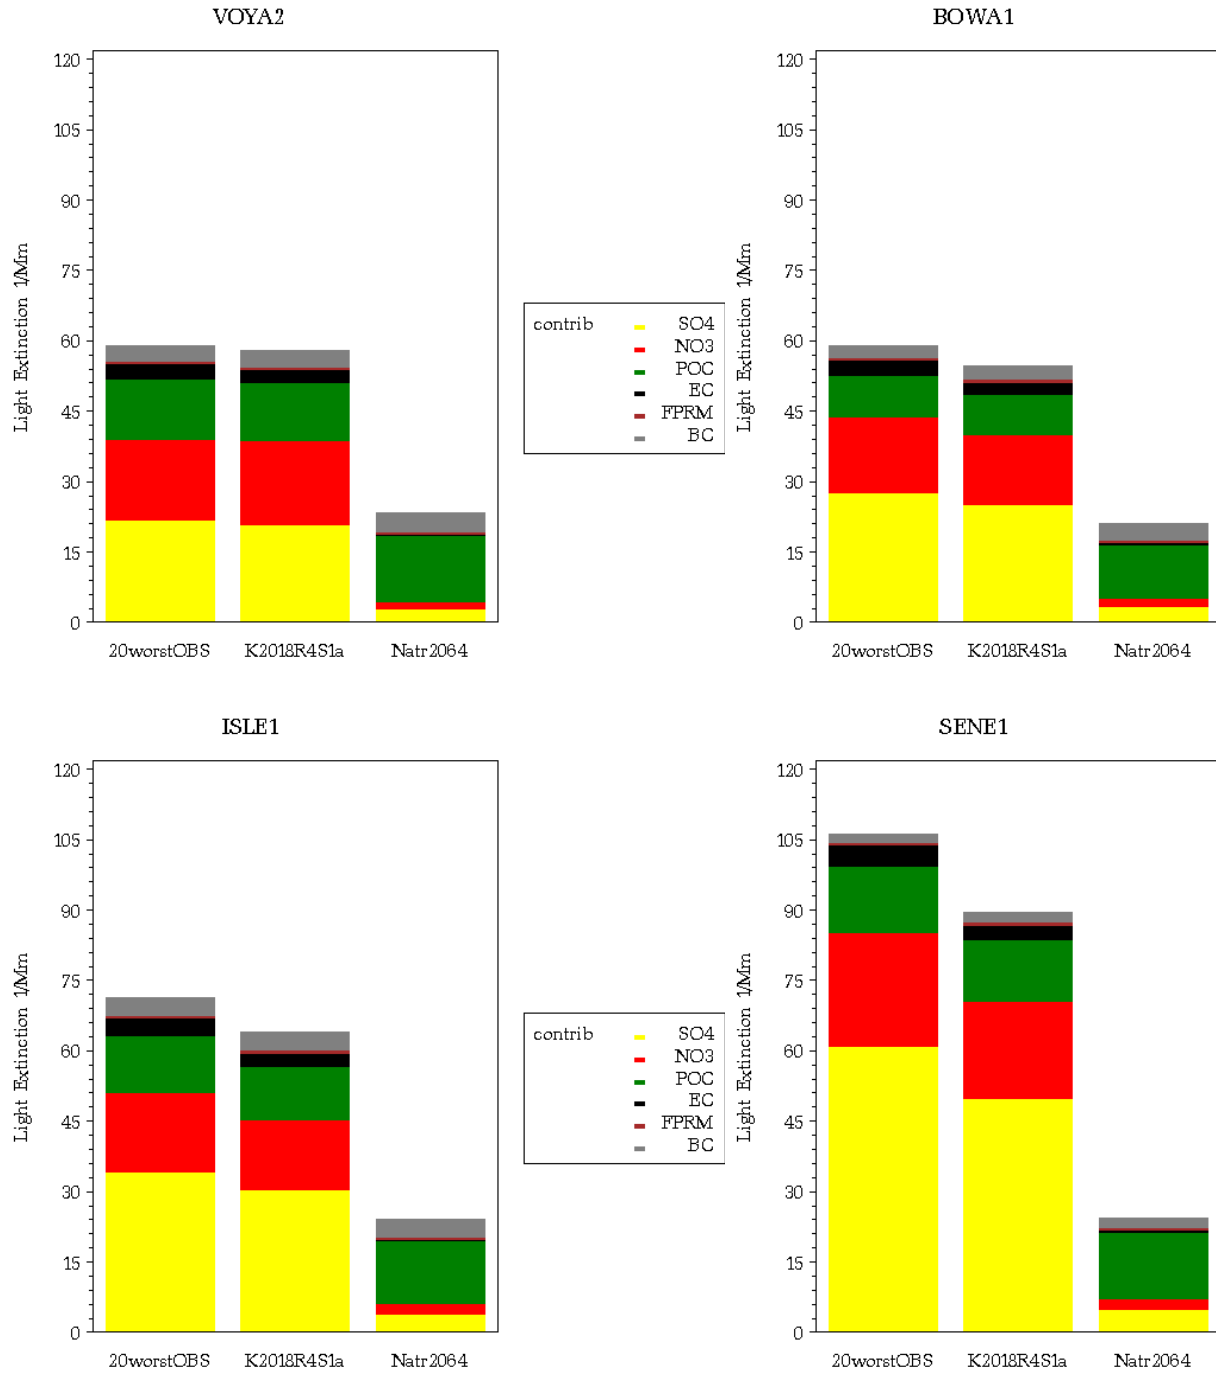 VOYA2
120
105
90
75
60
45
30
15
0
Light Extinction 1/Mm
20worstOBS K2018R4S1a Natr2064
contrib SO4
NO3
POC
EC
FPRM
BC
BOWA1
120
105
90
75
60
45
30
15
0
Light Extinction 1/Mm
20worstOBS K2018R4S1a Natr2064
ISLE1
120
105
90
75
60
45
30
15
0
Light Extinction 1/Mm
20worstOBS K2018R4S1a Natr2064
contrib SO4
NO3
POC
EC
FPRM
BC
SENE1
120
105
90
75
60
45
30
15
0
Light Extinction 1/Mm
20worstOBS K2018R4S1a Natr2064